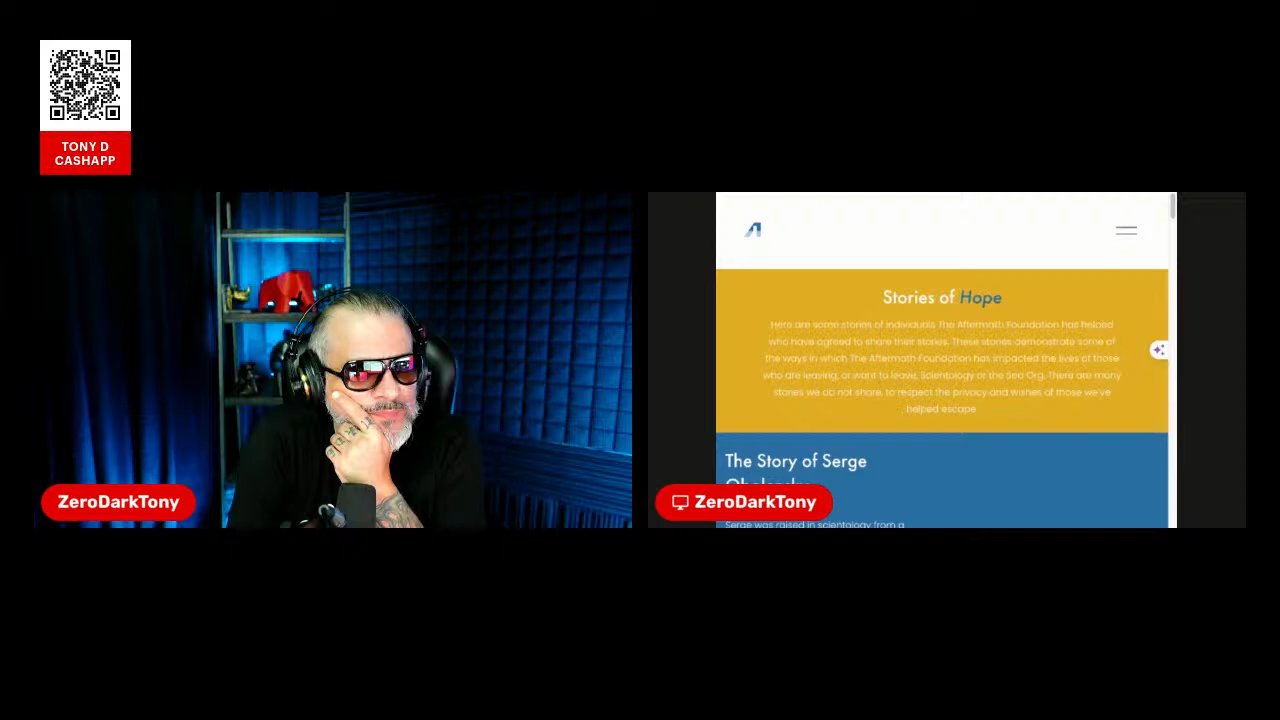 TONY D
CASHAPP
ZeroDarkTony
Stories of Hope
Here are some stories of individuals The Aftermath Foundation has helped
who have agreed to share their stories. These stories demonstrate some of
the ways in which The Aftermath Foundation has impacted the lives of those
who are leaving, or want to leave, Scientology or the Sea Org. There are many
stories we do not share, to respect the privacy and wishes of those we've
helped escape.
The Story of Serge
ZeroDarkTony
Serge was raised in scientology from a